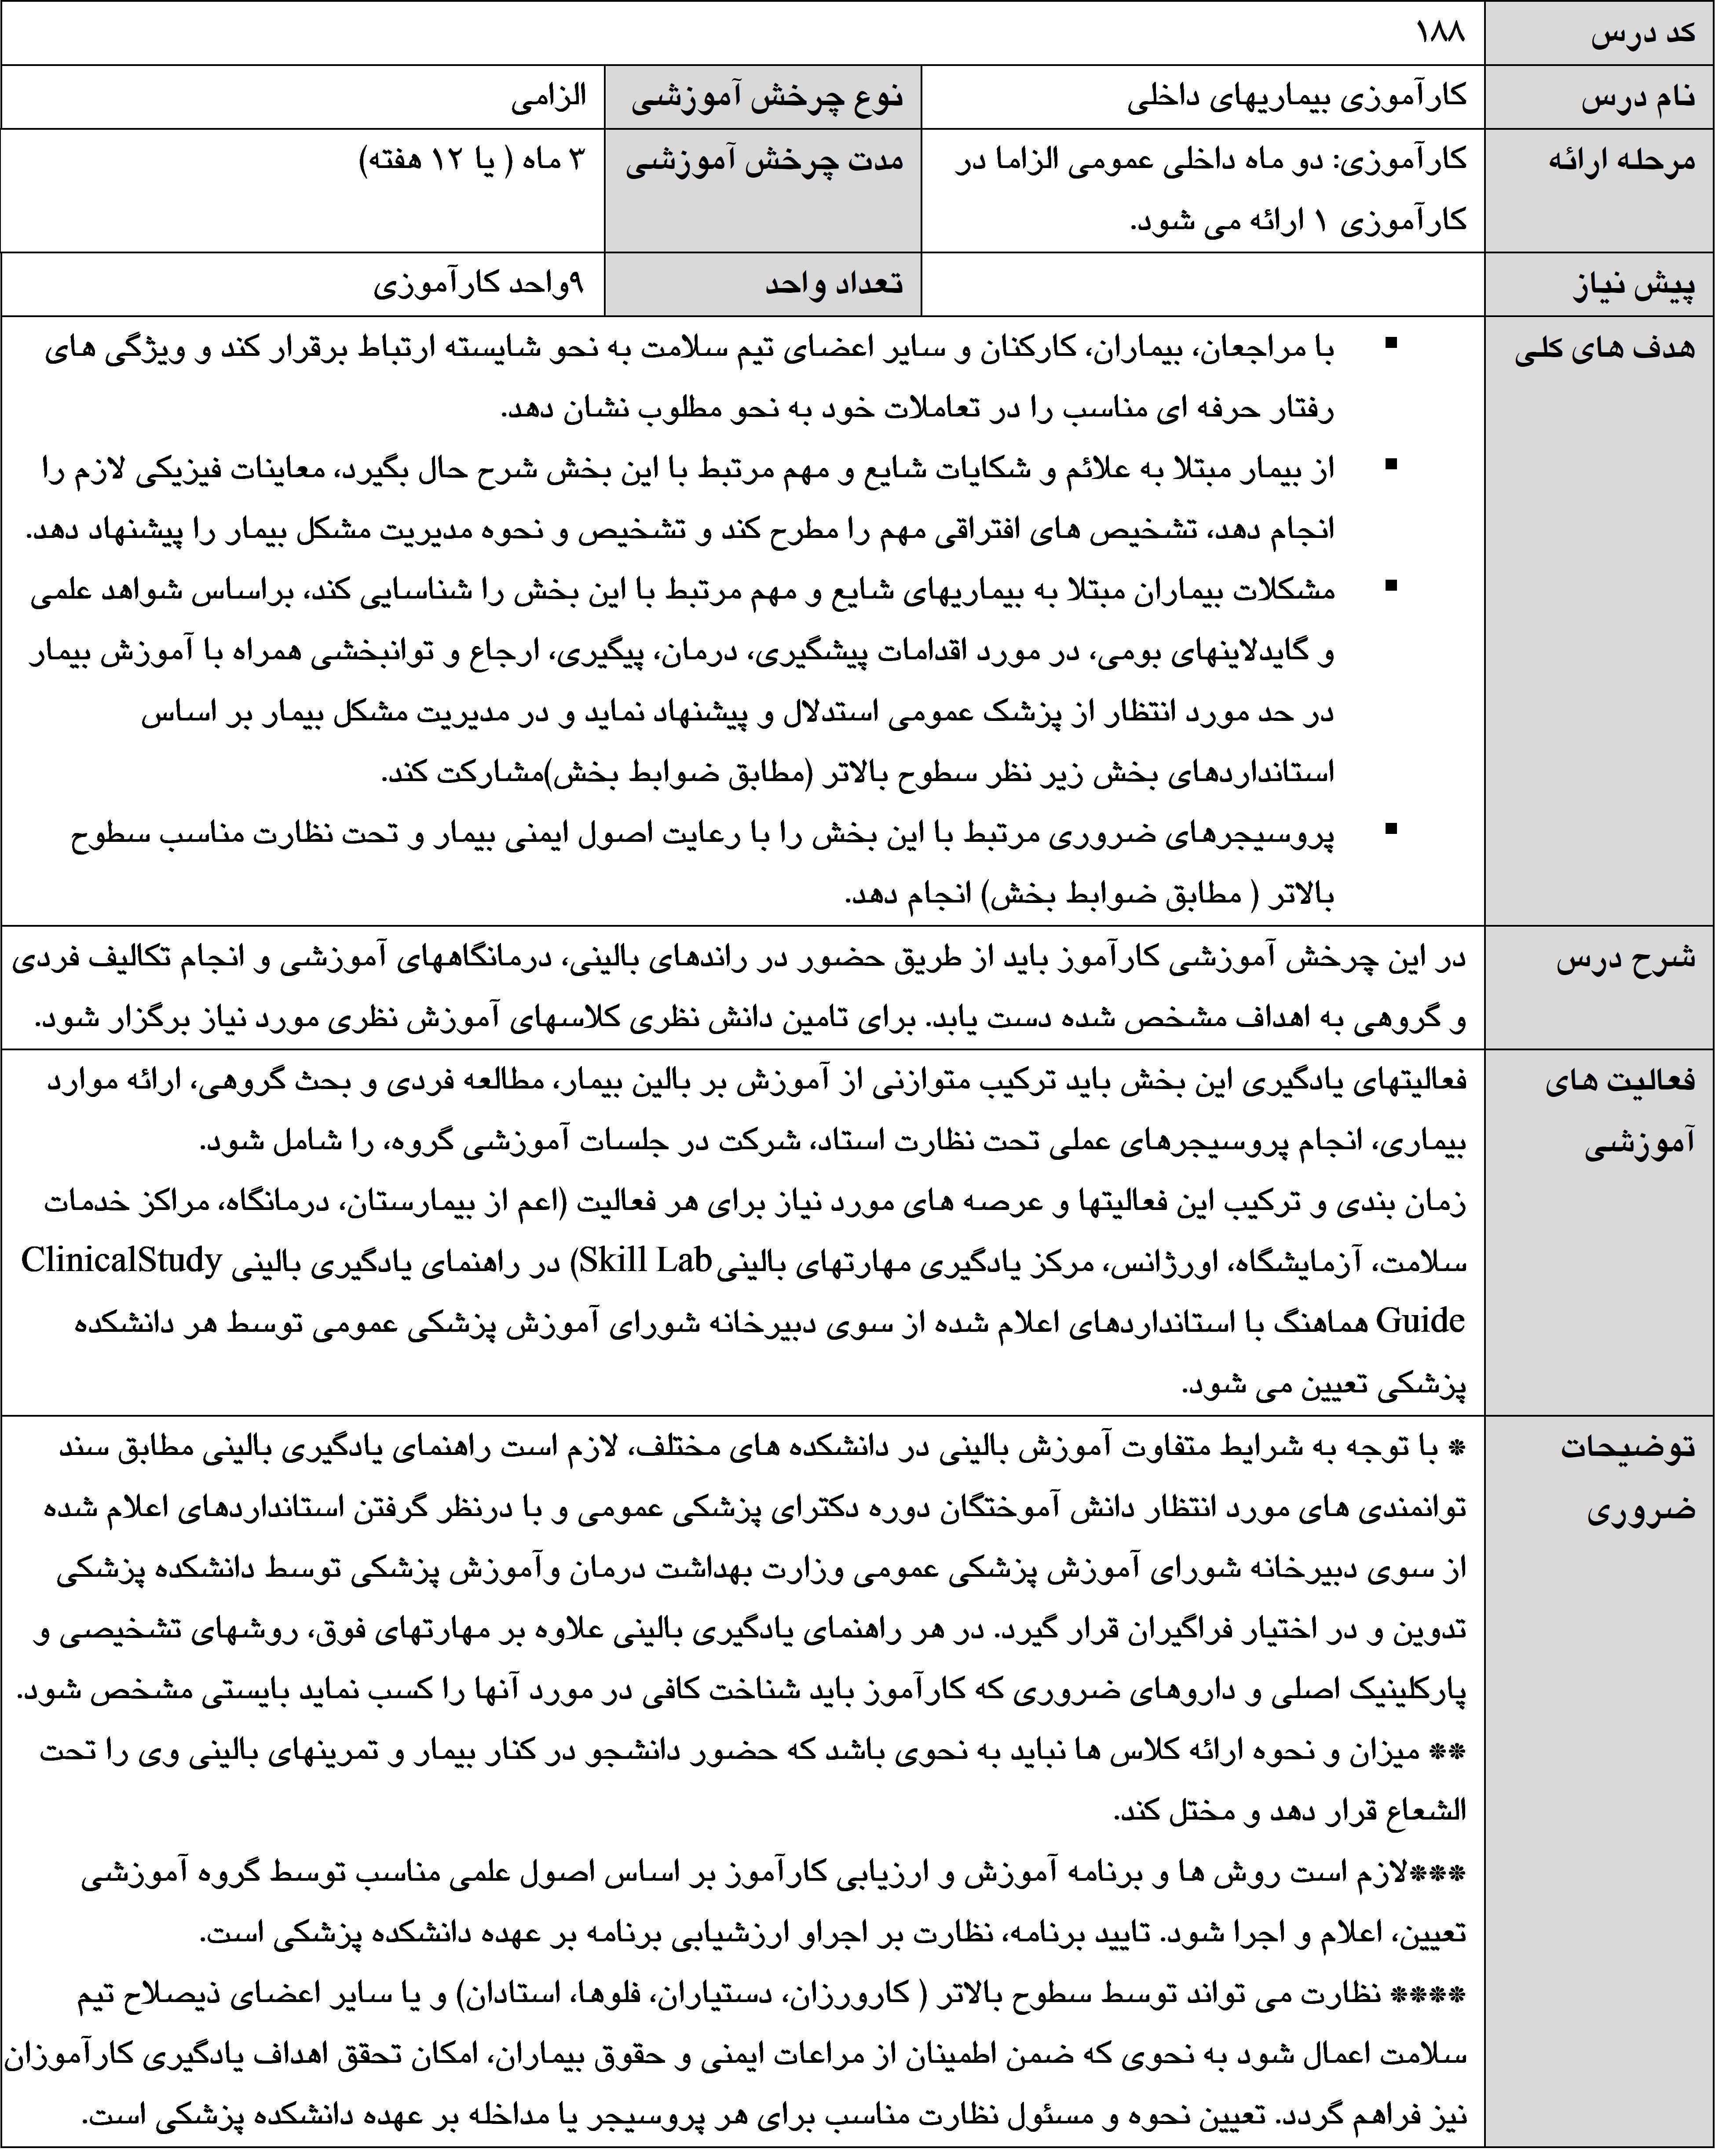 کد درس ۱۸۸
نام درس کارآموزی بیماریهای داخلی نوع چرخش آموزشی الزامی
مرحله ارائه کارآموزی: دو ماه داخلی عمومی الزاما در مدت چرخش آموزشی ۳ ماه ( یا ۱۲ هفته)
کارآموزی ۱ ارائه می شود.
پیش نیاز تعداد واحد ۹واحد کارآموزی
هدف های کلی ▪ با مراجعان، بیماران، کارکنان و سایر اعضای تیم سلامت به نحو شایسته ارتباط برقرار کند و ویژگی های
رفتار حرفه ای مناسب را در تعاملات خود به نحو مطلوب نشان دهد.
▪ از بیمار مبتلا به علائم و شکایات شایع و مهم مرتبط با این بخش شرح حال بگیرد، معاینات فیزیکی لازم را
انجام دهد، تشخیص های افتراقی مهم را مطرح کند و تشخیص و نحوه مدیریت مشکل بیمار را پیشنهاد دهد.
▪ مشکلات بیماران مبتلا به بیماریهای شایع و مهم مرتبط با این بخش را شناسایی کند، براساس شواهد علمی
و گایدلاینهای بومی، در مورد اقدامات پیشگیری، درمان، پیگیری، ارجاع و توانبخشی همراه با آموزش بیمار
در حد مورد انتظار از پزشک عمومی استدلال و پیشنهاد نماید و در مدیریت مشکل بیمار بر اساس
استانداردهای بخش زیر نظر سطوح بالاتر (مطابق ضوابط بخش)مشارکت کند.
▪ پروسیجرهای ضروری مرتبط با این بخش را با رعایت اصول ایمنی بیمار و تحت نظارت مناسب سطوح
بالاتر ( مطابق ضوابط بخش) انجام دهد.
شرح درس در این چرخش آموزشی کارآموز باید از طریق حضور در راندهای بالینی، درمانگاههای آموزشی و انجام تکالیف فردی
و گروهی به اهداف مشخص شده دست یابد. برای تامین دانش نظری کلاسهای آموزش نظری مورد نیاز برگزار شود.
فعالیت های فعالیتهای یادگیری این بخش باید ترکیب متوازنی از آموزش بر بالین بیمار، مطالعه فردی و بحث گروهی، ارائه موارد
آموزشی بیماری، انجام پروسیجرهای عملی تحت نظارت استاد، شرکت در جلسات آموزشی گروه، را شامل شود.
زمان بندی و ترکیب این فعالیتها و عرصه های مورد نیاز برای هر فعالیت (اعم از بیمارستان، درمانگاه، مراکز خدمات
سلامت، آزمایشگاه، اورژانس، مرکز یادگیری مهارتهای بالینی Skill Lab) در راهنمای یادگیری بالینی ClinicalStudy
Guide هماهنگ با استانداردهای اعلام شده از سوی دبیرخانه شورای آموزش پزشکی عمومی توسط هر دانشکده
پزشکی تعیین می شود.
توضیحات * با توجه به شرایط متفاوت آموزش بالینی در دانشکده های مختلف، لازم است راهنمای یادگیری بالینی مطابق سند
ضروری توانمندی های مورد انتظار دانش آموختگان دوره دکترای پزشکی عمومی و با درنظر گرفتن استانداردهای اعلام شده
از سوی دبیرخانه شورای آموزش پزشکی عمومی وزارت بهداشت درمان وآموزش پزشکی توسط دانشکده پزشکی
تدوین و در اختیار فراگیران قرار گیرد. در هر راهنمای یادگیری بالینی علاوه بر مهارتهای فوق، روشهای تشخیصی و
پارکلینیک اصلی و داروهای ضروری که کارآموز باید شناخت کافی در مورد آنها را کسب نماید بایستی مشخص شود.
** میزان و نحوه ارائه کلاس ها نباید به نحوی باشد که حضور دانشجو در کنار بیمار و تمرینهای بالینی وی را تحت
الشعاع قرار دهد و مختل کند.
***لازم است روش ها و برنامه آموزش و ارزیابی کارآموز بر اساس اصول علمی مناسب توسط گروه آموزشی
تعیین، اعلام و اجرا شود. تایید برنامه، نظارت بر اجراو ارزشیابی برنامه بر عهده دانشکده پزشکی است.
**** نظارت می تواند توسط سطوح بالاتر ( کارورزان، دستیاران، فلوها، استادان) و یا سایر اعضای ذیصلاح تیم
سلامت اعمال شود به نحوی که ضمن اطمینان از مراعات ایمنی و حقوق بیماران، امکان تحقق اهداف یادگیری کارآموزان
نیز فراهم گردد. تعیین نحوه و مسئول نظارت مناسب برای هر پروسیجر یا مداخله بر عهده دانشکده پزشکی است.